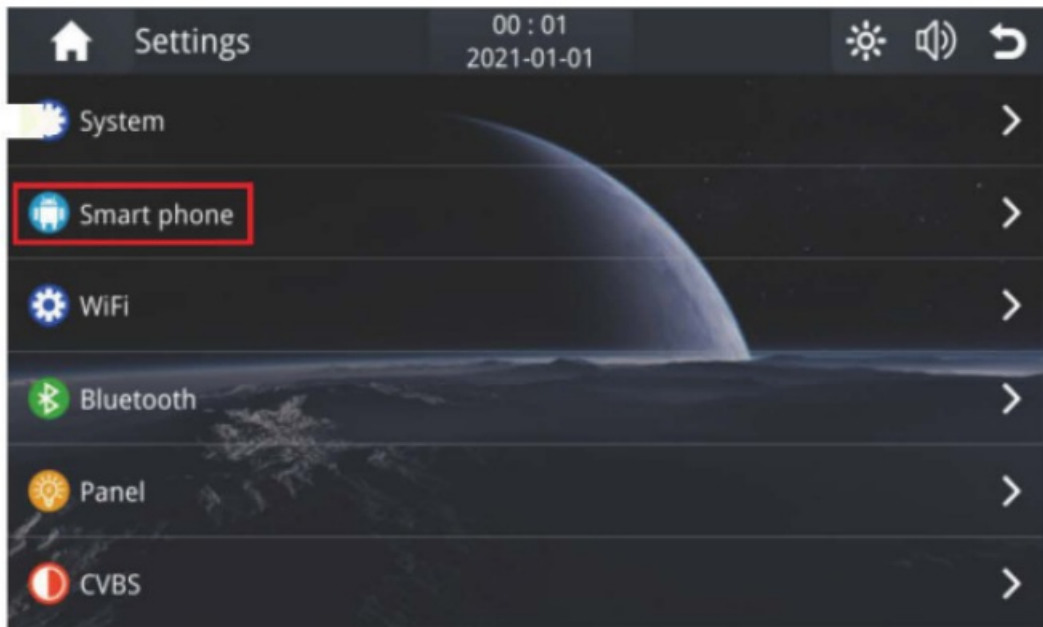 Settings
00 : 01
2021-01-01
System
Smart phone
WiFi
Bluetooth
Panel
CVBS